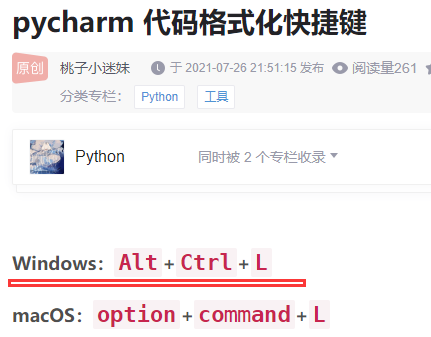 pycharm 代码格式化快捷键
原创 桃子小迷妹 于 2021-07-26 21:51:15 发布 阅读量261
分类专栏： Python 工具
Python 同时被 2 个专栏收录
Windows：Alt+Ctrl+L
macOS：option+command+L